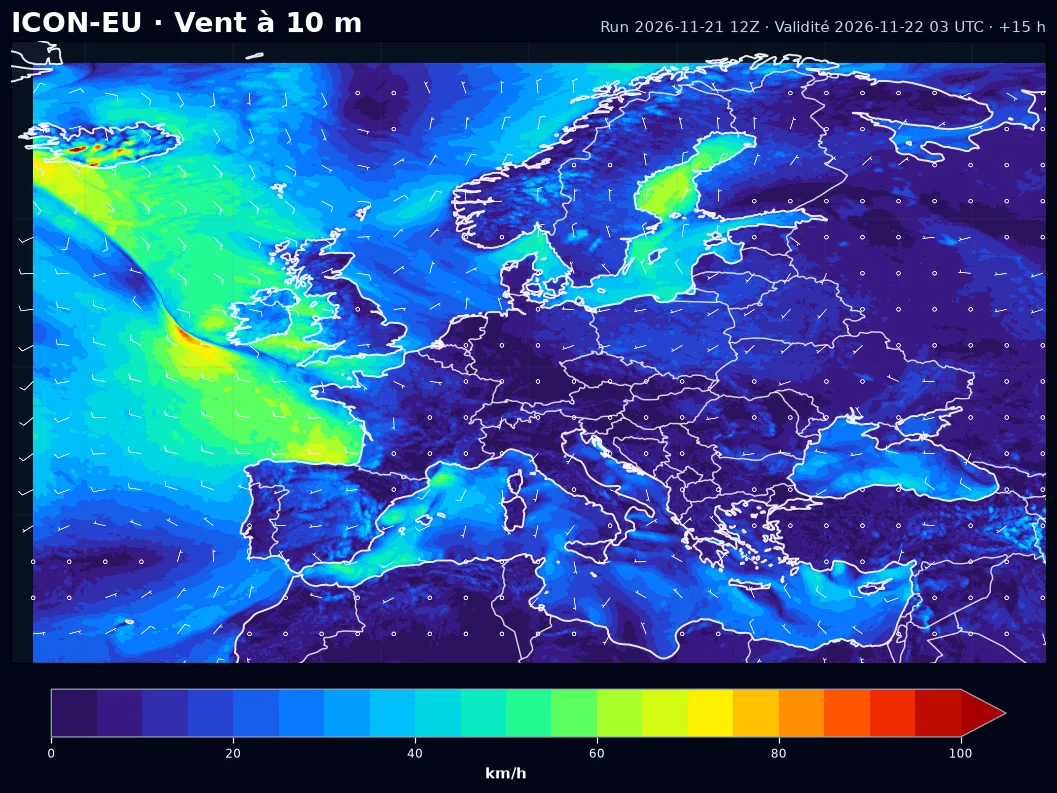 ICON-EU · Vent à 10 m
Run 2026-11-21 12Z · Validité 2026-11-22 03 UTC · +15 h
0 20 40 60 80 100
km/h